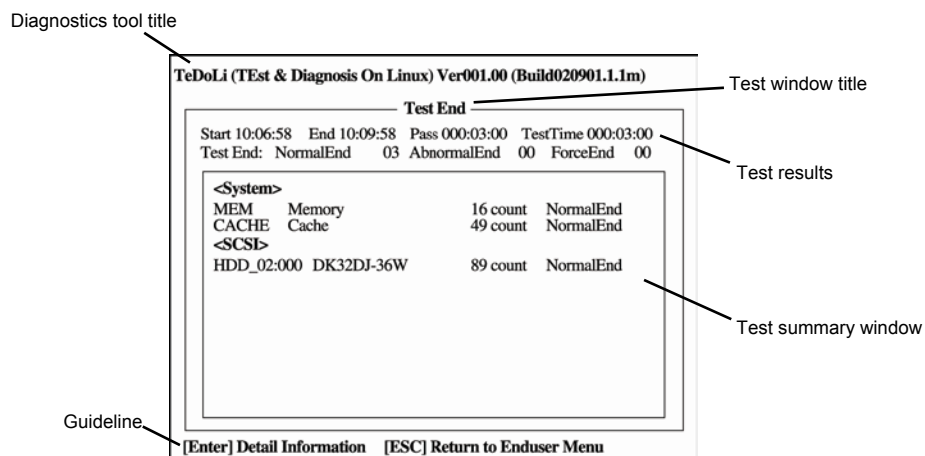 Diagnostics tool title
TeDoLi (TEst & Diagnosis On Linux) Ver001.00 (Build020901.1.1m)
Test window title
Test End
Start 10:06:58 End 10:09:58 Pass 000:03:00 TestTime 000:03:00
Test End: NormalEnd 03 AbnormalEnd 00 ForceEnd 00
Test results
<System>
MEM Memory 16 count NormalEnd
CACHE Cache 49 count NormalEnd
<SCSI>
HDD_02:000 DK32DJ-36W 89 count NormalEnd
Test summary window
Guideline
[Enter] Detail Information [ESC] Return to Enduser Menu